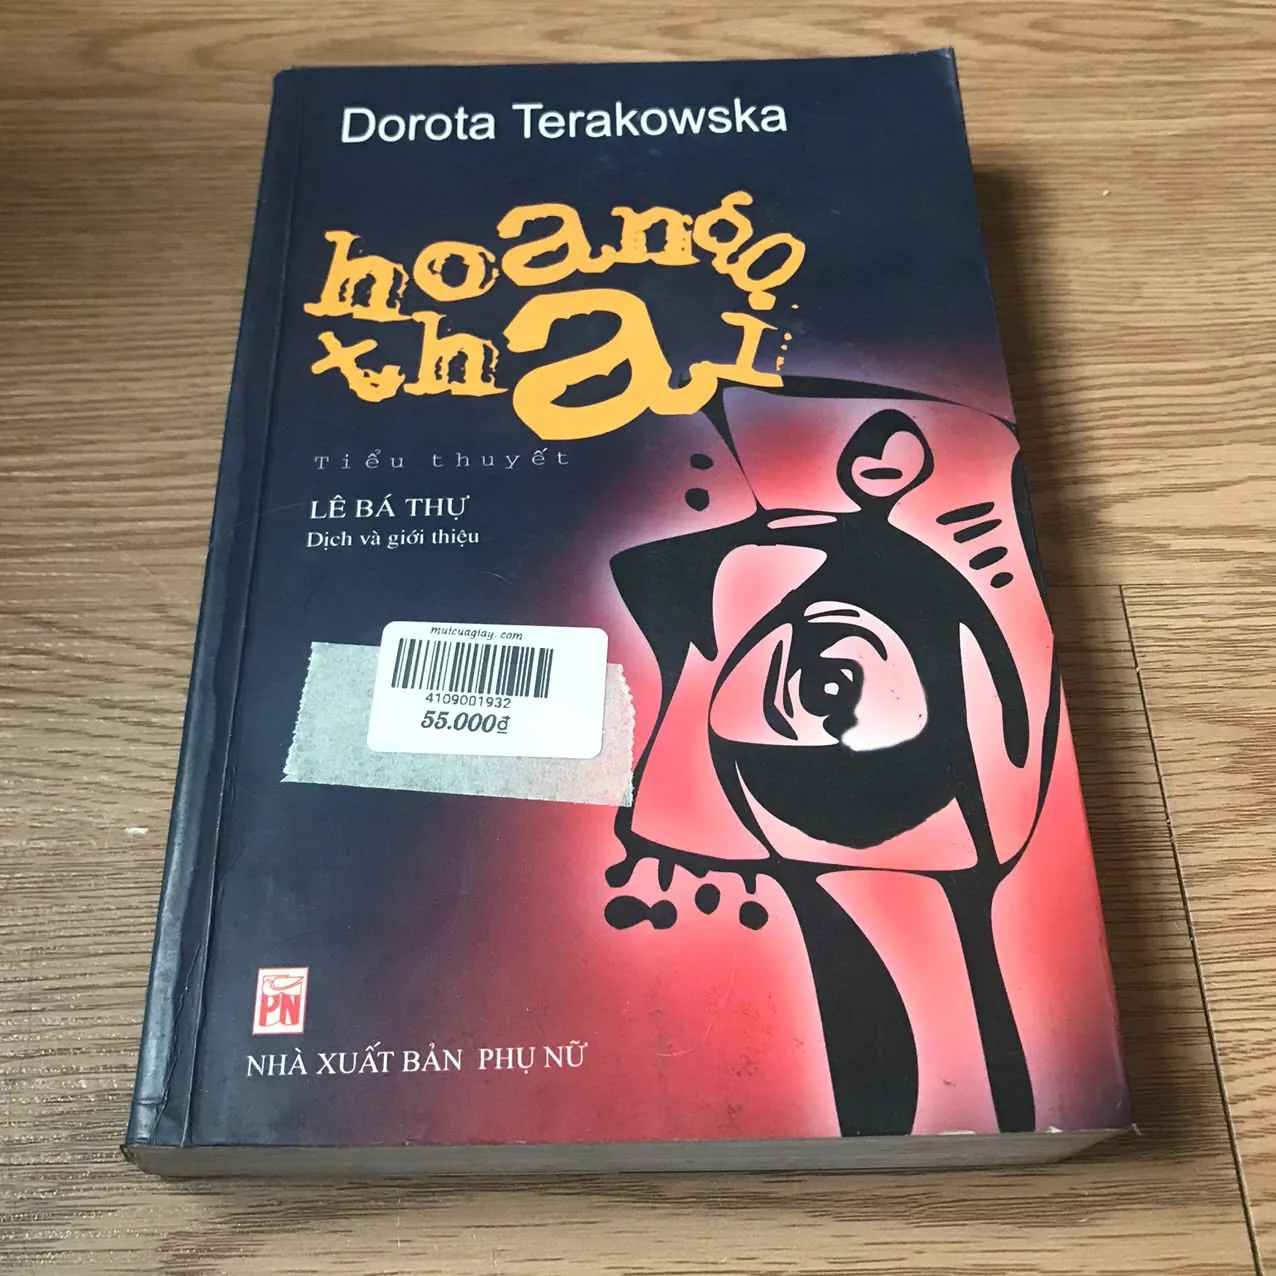 Dorota Terakowska
hoang
thai
Tiểu thuyết
LÊ BÁ THỰ
Dịch và giới thiệu
muicuagiay.com
4109001932
55.000₫
PN
NHÀ XUẤT BẢN PHỤ NỮ